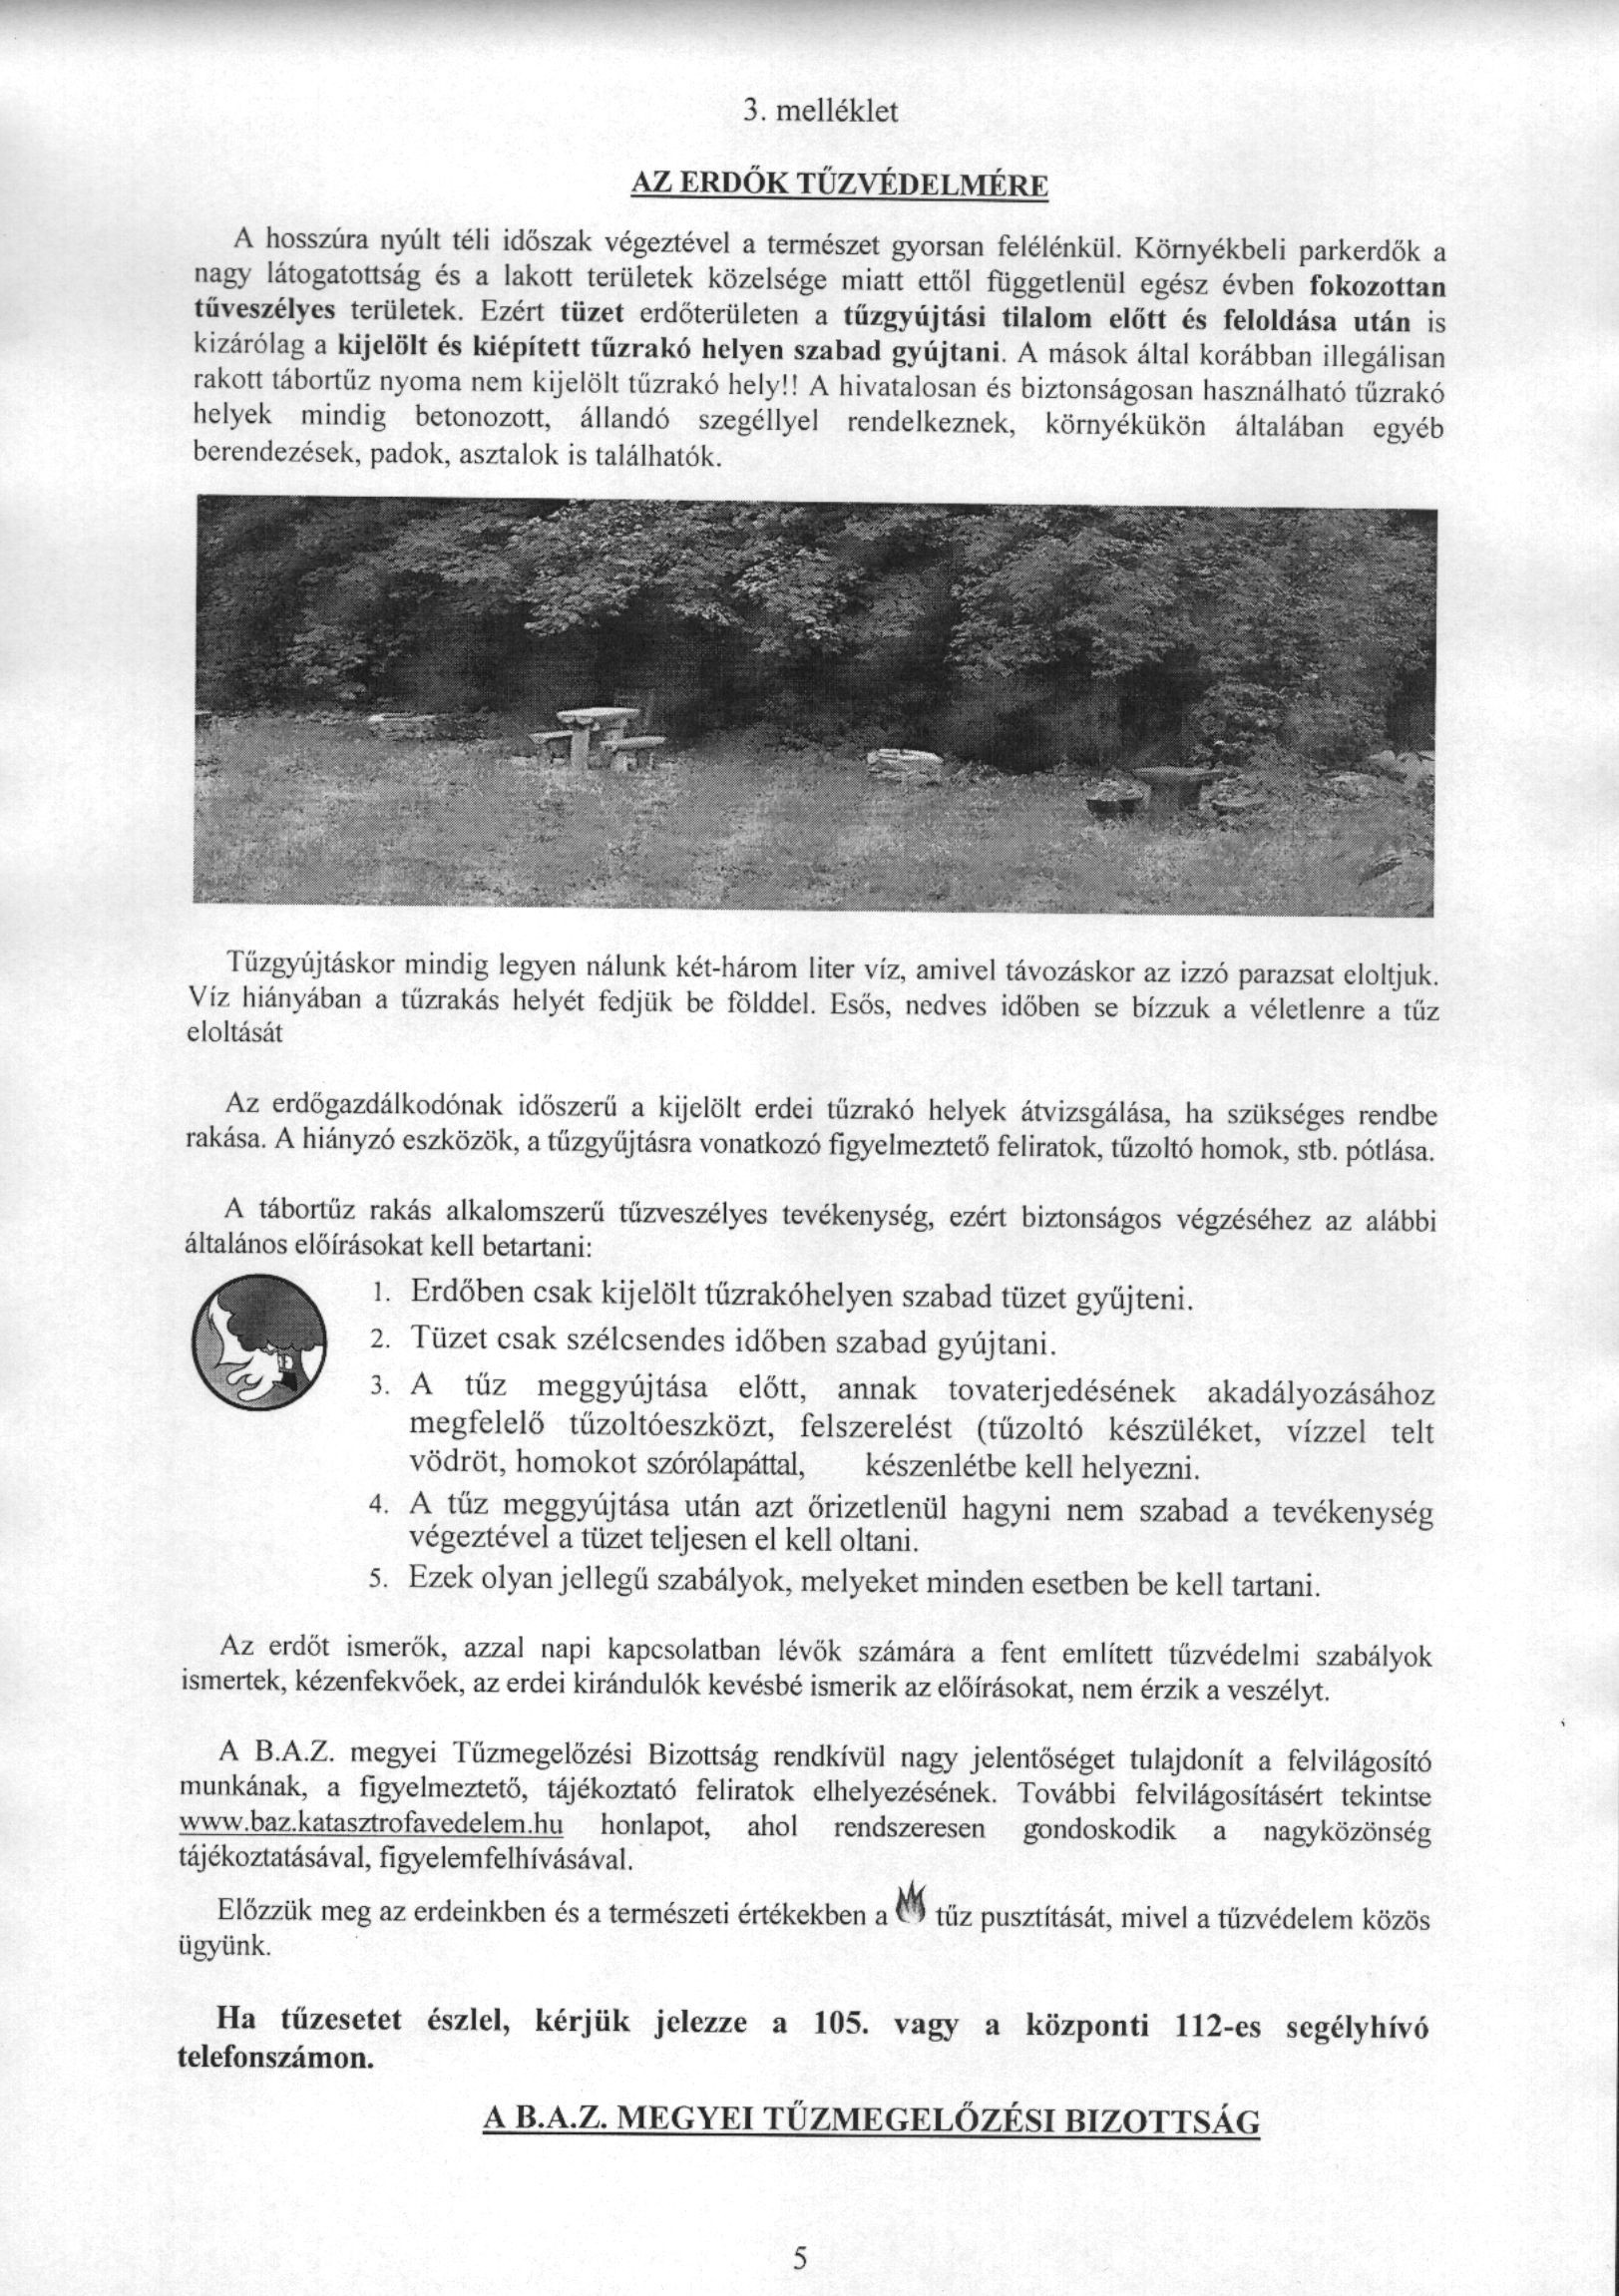 3. melléklet
AZ ERDŐK TŰZVÉDELMÉRE
A hosszúra nyúlt téli időszak végeztével a természet gyorsan felélénkül. Környékbeli parkerdők a
nagy látogatottság és a lakott területek közelsége miatt ettől függetlenül egész évben fokozottan
tűveszélyes területek. Ezért tüzet erdőterületen a tűzgyújtási tilalom előtt és feloldása után is
kizárólag a kijelölt és kiépített tűzrakó helyen szabad gyújtani. A mások által korábban illegálisan
rakott tábortűz nyoma nem kijelölt tűzrakó hely!! A hivatalosan és biztonságosan használható tűzrakó
helyek mindig betonozott, állandó szegéllyel rendelkeznek, környékükön általában egyéb
berendezések, padok, asztalok is találhatók.
Tűzgyújtáskor mindig legyen nálunk két-három liter víz, amivel távozáskor az izzó parazsat eloltjuk.
Víz hiányában a tűzrakás helyét fedjük be földdel. Esős, nedves időben se bízzuk a véletlenre a tűz
eloltását
Az erdőgazdálkodónak időszerű a kijelölt erdei tűzrakó helyek átvizsgálása, ha szükséges rendbe
rakása. A hiányzó eszközök, a tűzgyűjtásra vonatkozó figyelmeztető feliratok, tűzoltó homok, stb. pótlása.
A tábortűz rakás alkalomszerű tűzveszélyes tevékenység, ezért biztonságos végzéséhez az alábbi
általános előírásokat kell betartani:
1. Erdőben csak kijelölt tűzrakóhelyen szabad tüzet gyűjteni.
2. Tüzet csak szélcsendes időben szabad gyújtani.
3. A tűz meggyújtása előtt, annak tovaterjedésének akadályozásához
megfelelő tűzoltóeszközt, felszerelést (tűzoltó készüléket, vízzel telt
vödröt, homokot szórólapáttal, készenlétbe kell helyezni.
4. A tűz meggyújtása után azt őrizetlenül hagyni nem szabad a tevékenység
végeztével a tüzet teljesen el kell oltani.
5. Ezek olyan jellegű szabályok, melyeket minden esetben be kell tartani.
Az erdőt ismerők, azzal napi kapcsolatban lévők számára a fent említett tűzvédelmi szabályok
ismertek, kézenfekvőek, az erdei kirándulók kevésbé ismerik az előírásokat, nem érzik a veszélyt.
A B.A.Z. megyei Tűzmegelőzési Bizottság rendkívül nagy jelentőséget tulajdonít a felvilágosító
munkának, a figyelmeztető, tájékoztató feliratok elhelyezésének. További felvilágosításért tekintse
www.baz.katasztrofavedelem.hu honlapot, ahol rendszeresen gondoskodik a nagyközönség
tájékoztatásával, figyelemfelhívásával.
Előzzük meg az erdeinkben és a természeti értékekben a tűz pusztítását, mivel a tűzvédelem közös
ügyünk.
Ha tűzesetet észlel, kérjük jelezze a 105. vagy a központi 112-es segélyhívó
telefonszámon.
A B.A.Z. MEGYEI TŰZMEGELŐZÉSI BIZOTTSÁG
5